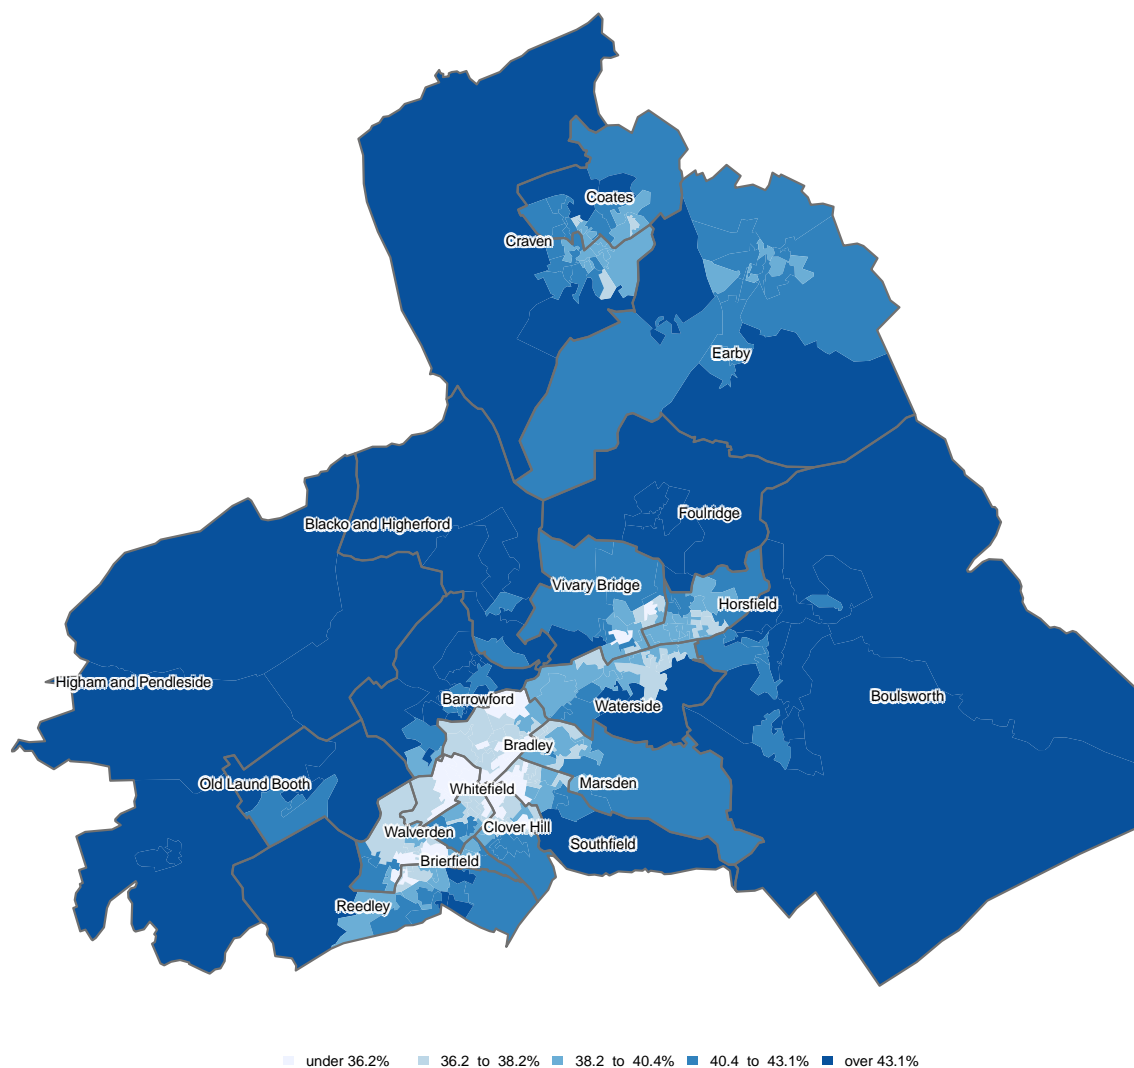 Coates
Craven
Earby
Foulridge
Blacko and Higherford
Vivary Bridge
Horsfield
Higham and Pendleside
Boulsworth
Barrowford
Waterside
Bradley
Old Laund Booth
Whitefield
Marsden
Walverden
Clover Hill
Southfield
Brierfield
Reedley
under 36.2% 36.2 to 38.2% 38.2 to 40.4% 40.4 to 43.1% over 43.1%